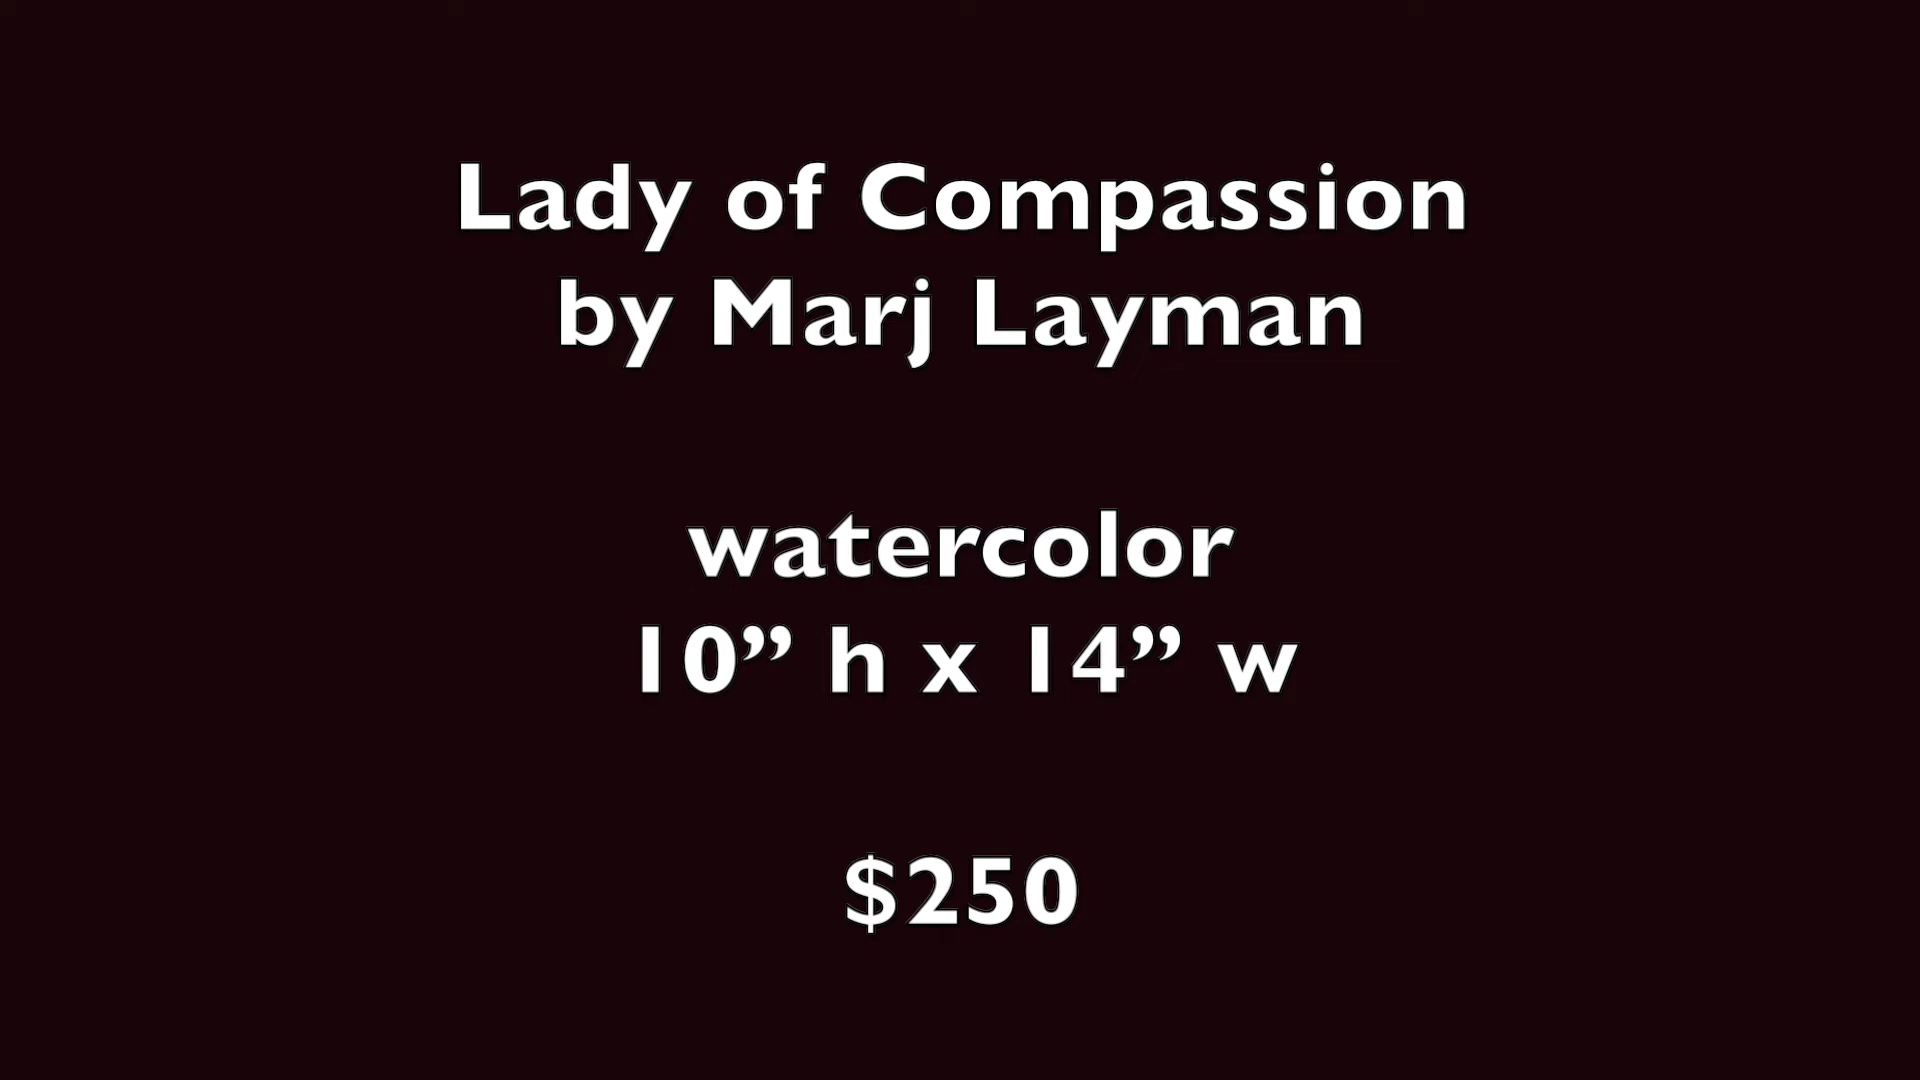 Lady of Compassion
by Marj Layman
watercolor
10” h x 14” w
$250